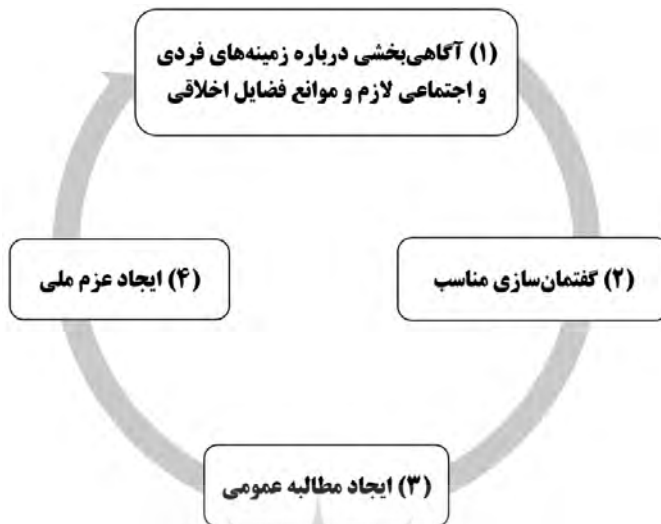 (۱) آگاهی‌بخشی درباره زمینه‌های فردی
و اجتماعی لازم و موانع فضایل اخلاقی
(۲) گفتمان‌سازی مناسب
(۳) ایجاد مطالبه عمومی
(۴) ایجاد عزم ملی